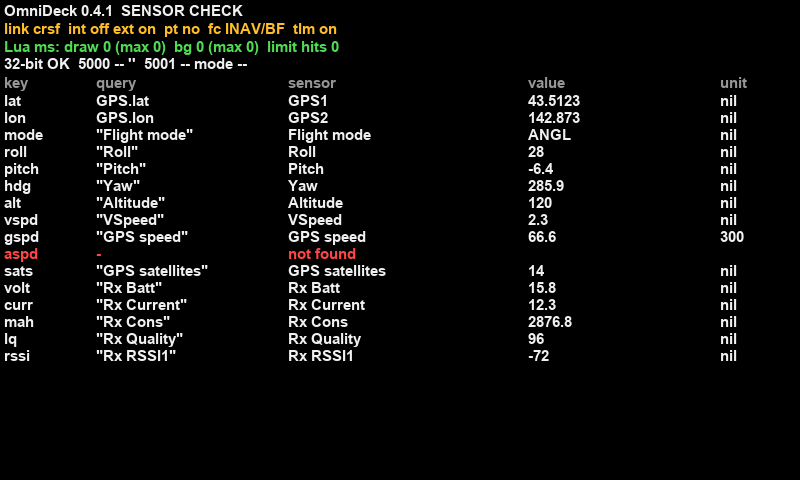 OmniDeck 0.4.1  SENSOR CHECK
link crsf  int off ext on  pt no  fc INAV/BF  tlm on
Lua ms: draw 0 (max 0)  bg 0 (max 0)  limit hits 0
32-bit OK  5000 -- ''  5001 -- mode --
key query sensor value unit
lat GPS.lat GPS1 43.5123 nil
lon GPS.lon GPS2 142.873 nil
mode "Flight mode" Flight mode ANGL nil
roll "Roll" Roll 28 nil
pitch "Pitch" Pitch -6.4 nil
hdg "Yaw" Yaw 285.9 nil
alt "Altitude" Altitude 120 nil
vspd "VSpeed" VSpeed 2.3 nil
gspd "GPS speed" GPS speed 66.6 300
aspd - not found
sats "GPS satellites" GPS satellites 14 nil
volt "Rx Batt" Rx Batt 15.8 nil
curr "Rx Current" Rx Current 12.3 nil
mah "Rx Cons" Rx Cons 2876.8 nil
lq "Rx Quality" Rx Quality 96 nil
rssi "Rx RSSI1" Rx RSSI1 -72 nil